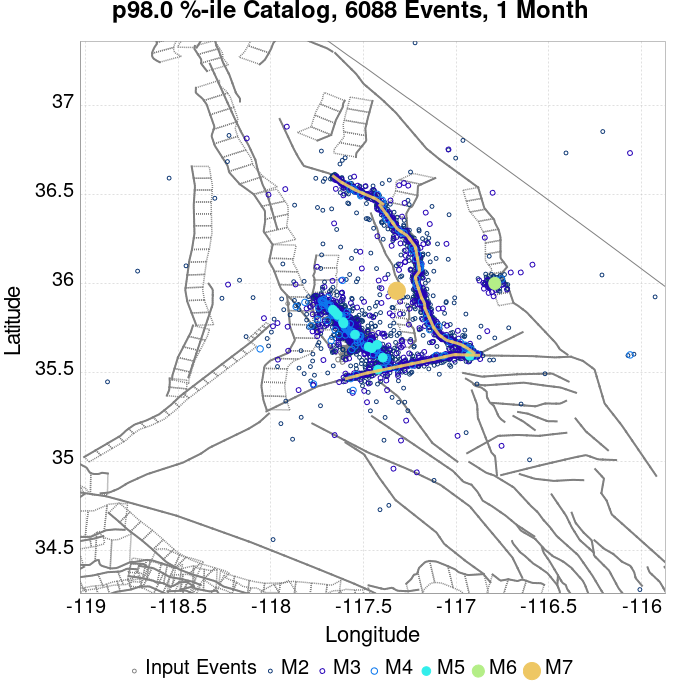 p98.0 %-ile Catalog, 6088 Events, 1 Month
37
36.5
36
35.5
35
34.5
Latitude
-119 -118.5 -118 -117.5 -117 -116.5 -116
Longitude
Input Events M2 M3 M4 M5 M6 M7